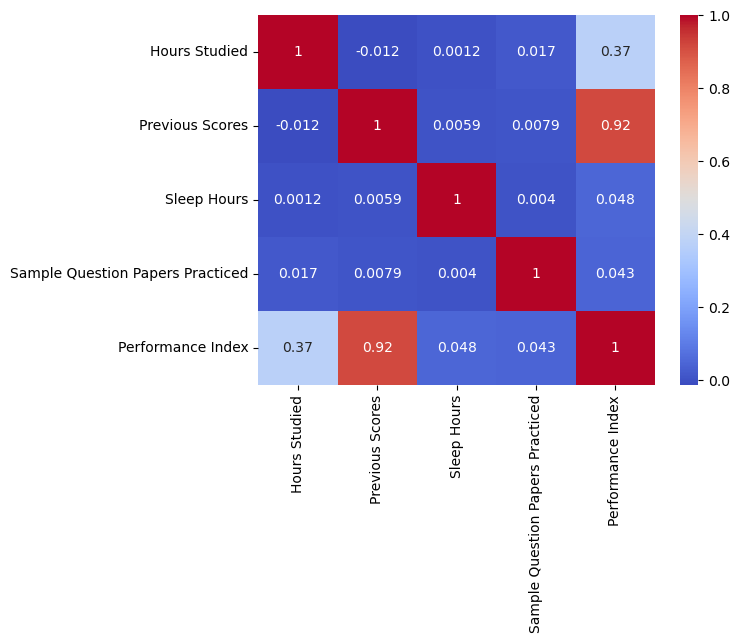 1.0
Hours Studied 1 -0.012 0.0012 0.017 0.37
0.8
Previous Scores -0.012 1 0.0059 0.0079 0.92
0.6
Sleep Hours 0.0012 0.0059 1 0.004 0.048
0.4
Sample Question Papers Practiced 0.017 0.0079 0.004 1 0.043
0.2
Performance Index 0.37 0.92 0.048 0.043 1
0.0
Hours Studied
Previous Scores
Sleep Hours
Sample Question Papers Practiced
Performance Index